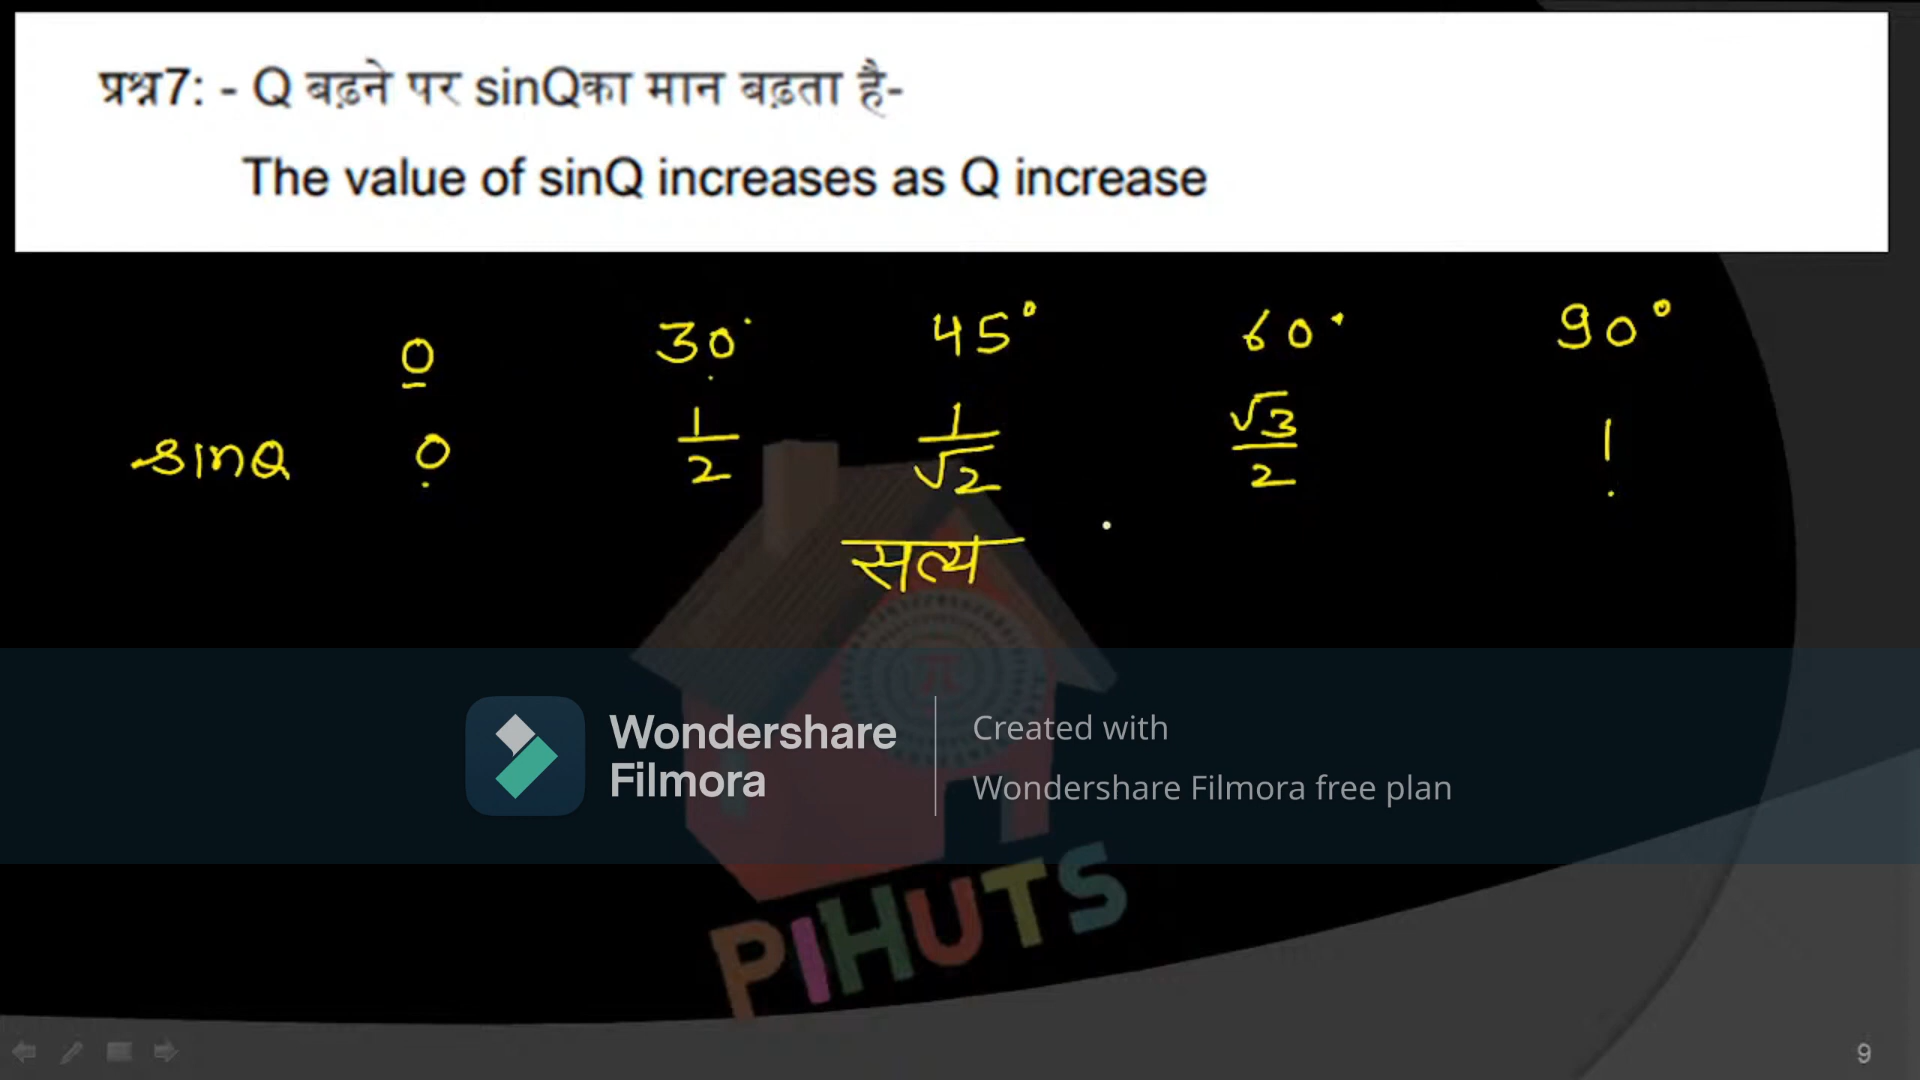 प्रश्न7: - Q बढ़ने पर sinQका मान बढ़ता है-
The value of sinQ increases as Q increase
0 30° 45° 60° 90°
sinQ 0 1/2 1/√2 √3/2 1
सत्य
Wondershare Filmora
Created with
Wondershare Filmora free plan
PIHUTS
9